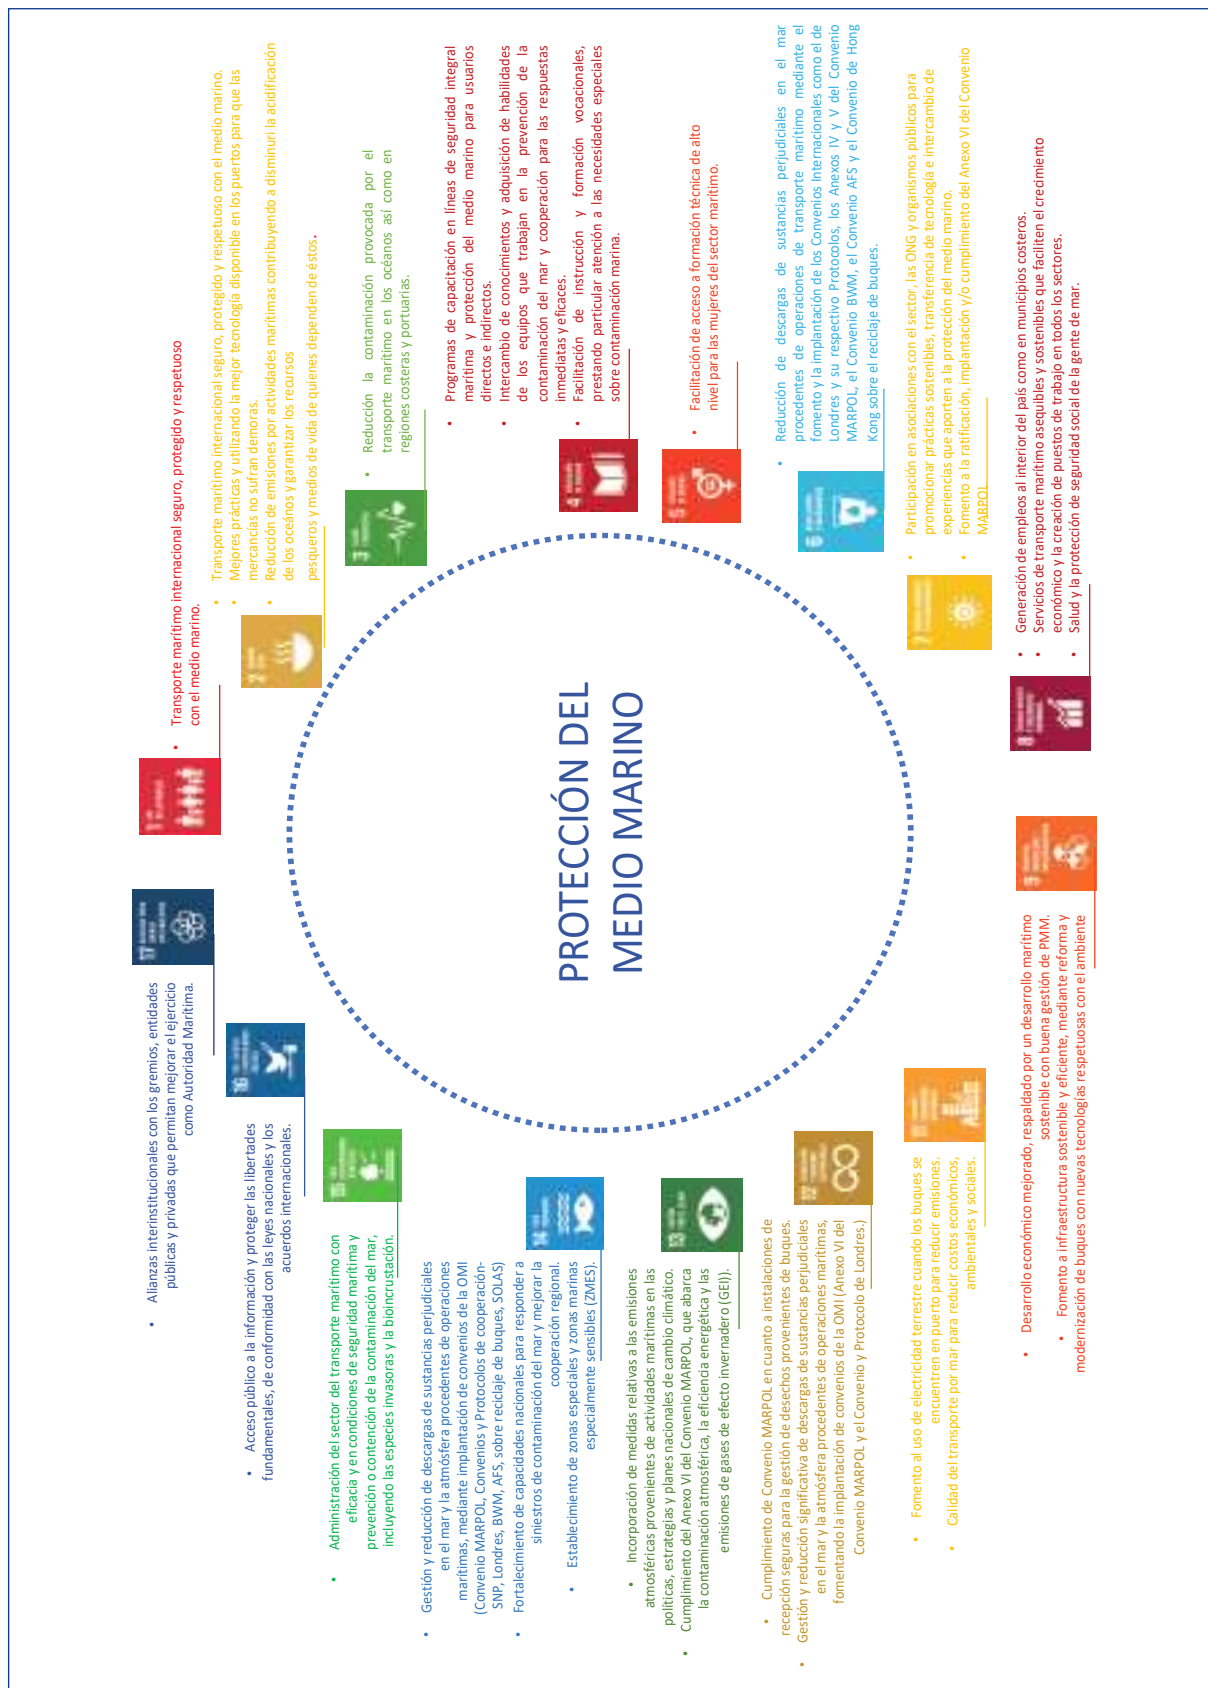 PROTECCIÓN DEL
MEDIO MARINO
1
• Transporte marítimo internacional seguro, protegido y respetuoso
con el medio marino.
2
• Transporte marítimo internacional seguro, protegido y respetuoso con el medio marino.
• Mejores prácticas y utilizando la mejor tecnología disponible en los puertos para que las
mercancías no sufran demoras.
• Reducción de emisiones por actividades marítimas contribuyendo a disminuri la acidificación
de los oceános y garantizar los recursos
pesqueros y medios de vida de quienes dependen de éstos.
3
• Reducción la contaminación provocada por el
transporte marítimo en los océanos así como en
regiones costeras y portuarias.
4
• Programas de capacitación en líneas de seguridad integral
marítima y protección del medio marino para usuarios
directos e indirectos.
• Intercambio de conocimientos y adquisición de habilidades
de los equipos que trabajan en la prevención de la
contaminación del mar y cooperación para las respuestas
inmediatas y eficaces.
• Facilitación de instrucción y formación vocacionales,
prestando particular atención a las necesidades especiales
sobre contaminación marina.
5
• Facilitación de acceso a formación técnica de alto
nivel para las mujeres del sector marítimo.
6
• Reducción de descargas de sustancias perjudiciales en el mar
procedentes de operaciones de transporte marítimo mediante el
fomento y la implantación de los Convenios Internacionales como el de
Londres y su respectivo Protocolos, los Anexos IV y V del Convenio
MARPOL, el Convenio BWM, el Convenio AFS y el Convenio de Hong
Kong sobre el reciclaje de buques.
7
• Participación en asociaciones con el sector, las ONG y organismos públicos para
promocionar prácticas sostenibles, transferencia de tecnología e intercambio de
experiencias que aporten a la protección del medio marino.
• Fomento a la ratificación, implantación y/o cumplimiento del Anexo VI del Convenio
MARPOL
8
• Generación de empleos al interior del país como en municipios costeros.
• Servicios de transporte marítimo asequibles y sostenibles que faciliten el crecimiento
económico y la creación de puestos de trabajo en todos los sectores.
• Salud y la protección de seguridad social de la gente de mar.
9
• Desarrollo económico mejorado, respaldado por un desarrollo marítimo
sostenible con buena gestión de PMM.
• Fomento a infraestructura sostenible y eficiente, mediante reforma y
modernización de buques con nuevas tecnologías respetuosas con el ambiente
11
• Fomento al uso de electricidad terrestre cuando los buques se
encuentren en puerto para reducir emisiones.
• Calidad del transporte por mar para reducir costos económicos,
ambientales y sociales.
12
• Cumplimiento de Convenio MARPOL en cuanto a instalaciones de
recepción seguras para la gestión de desechos provenientes de buques.
• Gestión y reducción significativa de descargas de sustancias perjudiciales
en el mar y la atmósfera procedentes de operaciones marítimas,
fomentando la implantación de convenios de la OMI (Anexo VI del
Convenio MARPOL y el Convenio y Protocolo de Londres.)
13
• Incorporación de medidas relativas a las emisiones
atmosféricas provenientes de actividades marítimas en las
políticas, estrategias y planes nacionales de cambio climático.
• Cumplimiento del Anexo VI del Convenio MARPOL, que abarca
la contaminación atmosférica, la eficiencia energética y las
emisiones de gases de efecto invernadero (GEI)).
14
• Gestión y reducción de descargas de sustancias perjudiciales
en el mar y la atmósfera procedentes de operaciones
marítimas, mediante implantación de convenios de la OMI
(Convenio MARPOL, Convenios y Protocolos de cooperación-
SNP, Londres, BWM, AFS, sobre reciclaje de buques, SOLAS)
• Fortalecimiento de capacidades nacionales para responder a
siniestros de contaminación del mar y mejorar la
cooperación regional.
• Establecimiento de zonas especiales y zonas marinas
especialmente sensibles (ZMES).
15
• Administración del sector del transporte marítimo con
eficacia y en condiciones de seguridad marítima y
prevención o contención de la contaminación del mar,
incluyendo las especies invasoras y la bioincrustación.
16
• Acceso público a la información y proteger las libertades
fundamentales, de conformidad con las leyes nacionales y los
acuerdos internacionales.
17
• Alianzas interinstitucionales con los gremios, entidades
públicas y privadas que permitan mejorar el ejercicio
como Autoridad Marítima.